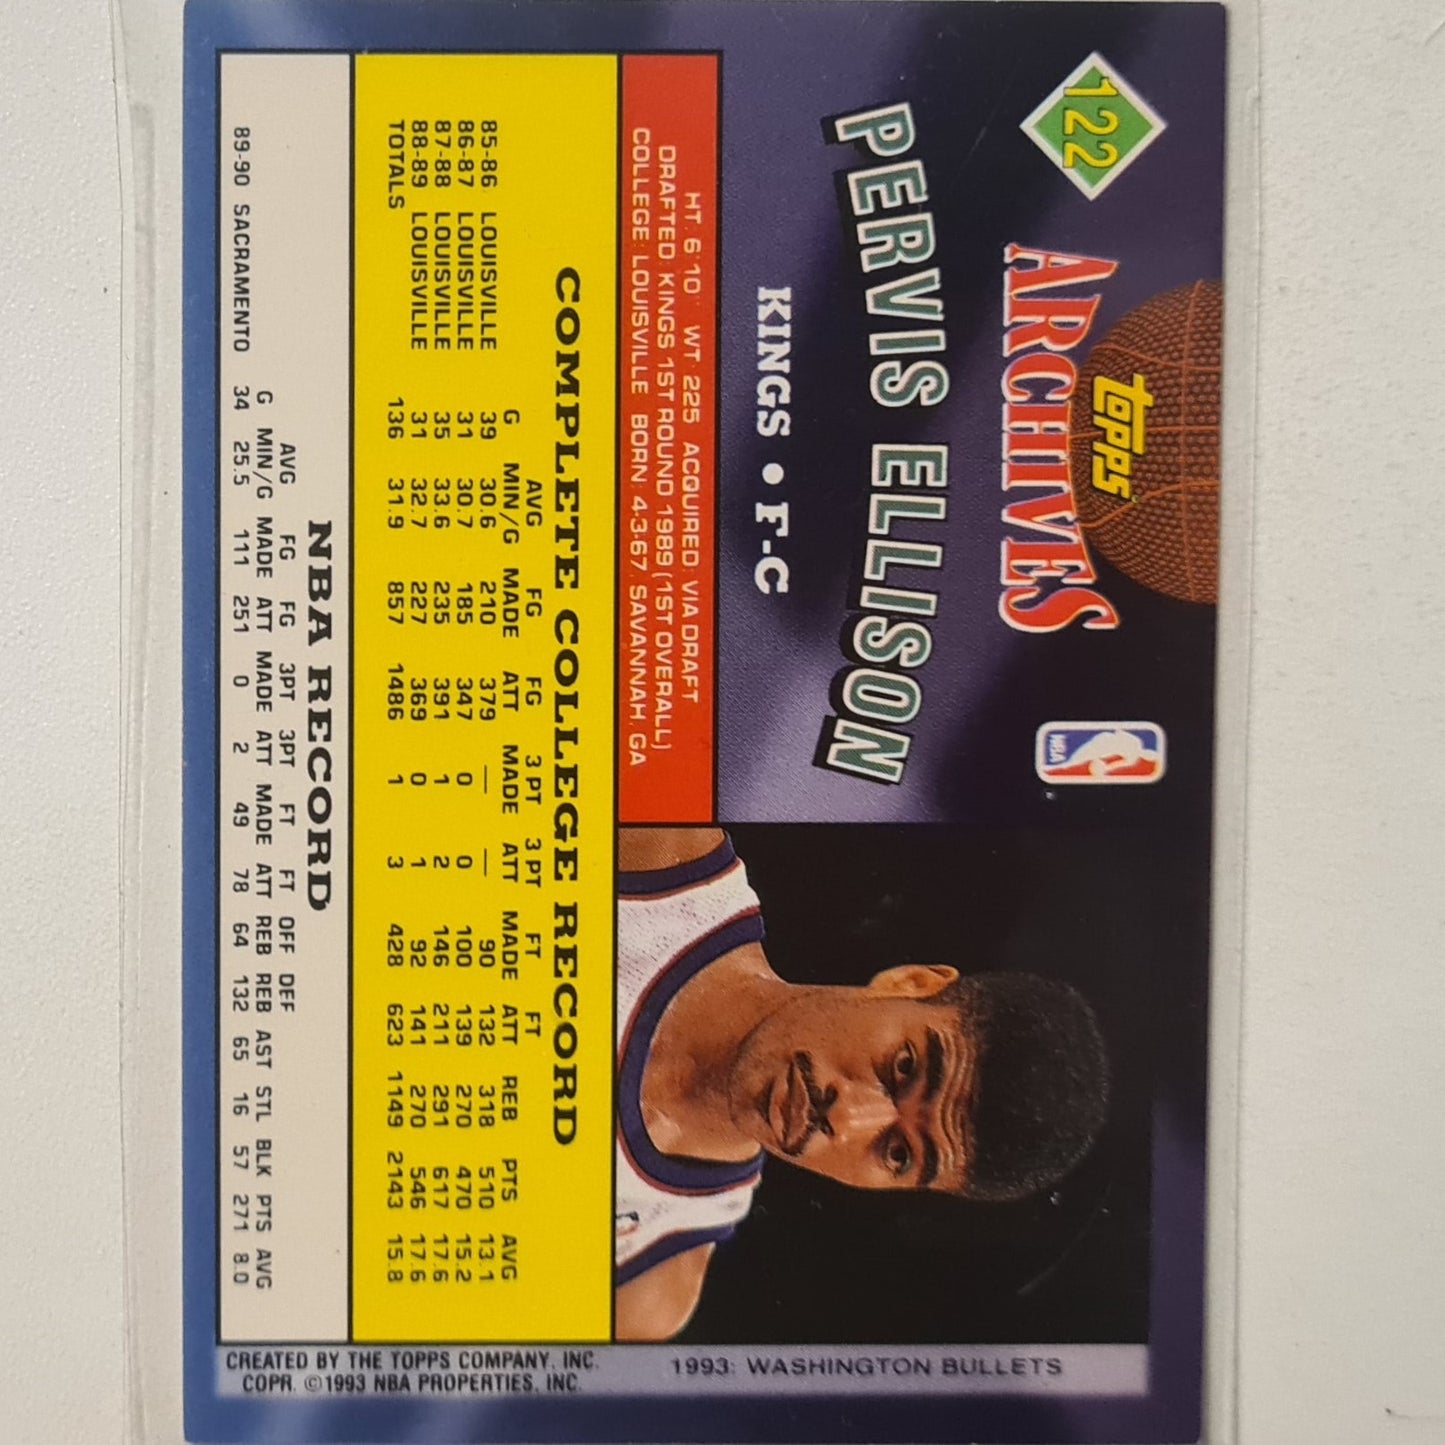 122
topps
ARCHIVES
NBA
PERVIS ELLISON
KINGS • F-C
HT. 6'10" WT. 225 ACQUIRED: VIA DRAFT
DRAFTED: KINGS 1ST ROUND 1989 (1ST OVERALL)
COLLEGE: LOUISVILLE BORN: 4-3-67, SAVANNAH, GA
COMPLETE COLLEGE RECORD
AVG FG FG 3 PT 3 PT FT FT
G MIN/G MADE ATT MADE ATT MADE ATT REB PTS AVG
85-86 LOUISVILLE 39 30.6 210 379 — — 90 132 318 510 13.1
86-87 LOUISVILLE 31 30.7 185 347 0 0 100 139 270 470 15.2
87-88 LOUISVILLE 35 33.6 235 391 1 2 146 211 291 617 17.6
88-89 LOUISVILLE 31 32.7 227 369 0 1 92 141 270 546 17.6
TOTALS 136 31.9 857 1486 1 3 428 623 1149 2143 15.8
NBA RECORD
AVG FG FG 3PT 3PT FT FT OFF DEF
G MIN/G MADE ATT MADE ATT MADE ATT REB REB AST STL BLK PTS AVG
89-90 SACRAMENTO 34 25.5 111 251 0 2 49 78 64 132 65 16 57 271 8.0
1993: WASHINGTON BULLETS
CREATED BY THE TOPPS COMPANY, INC.
COPR. ©1993 NBA PROPERTIES, INC.